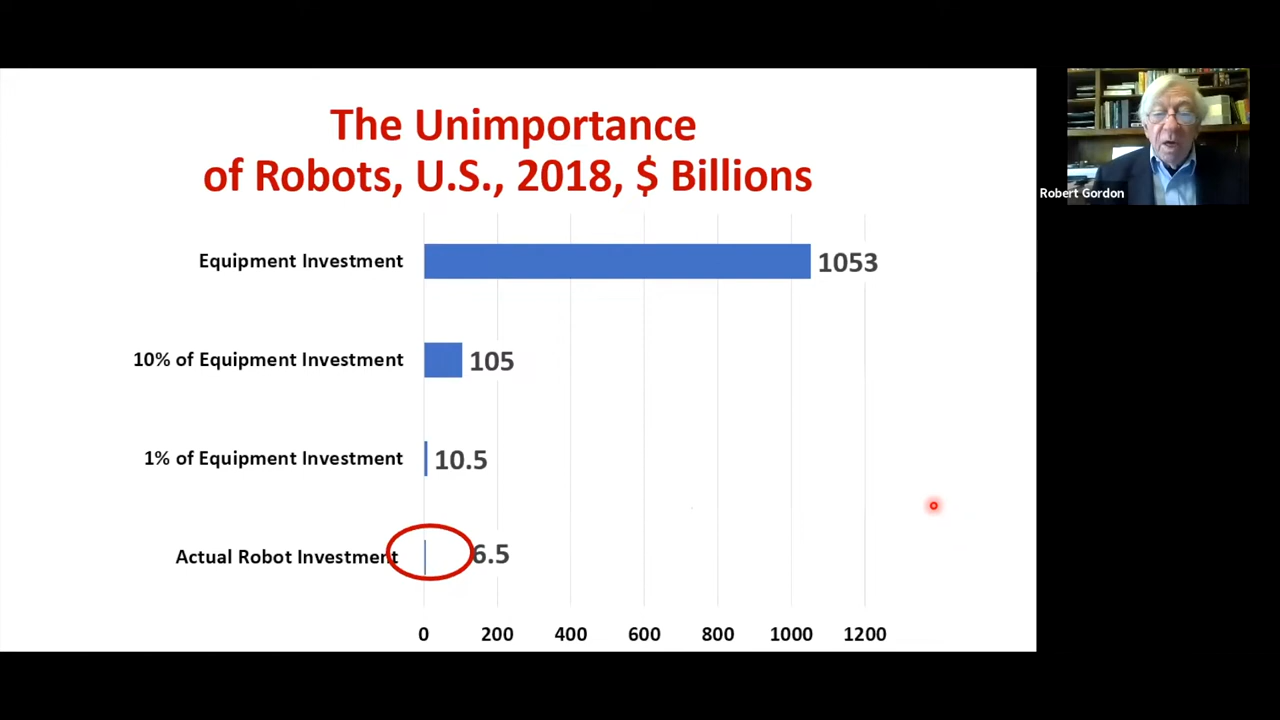 The Unimportance
of Robots, U.S., 2018, $ Billions
Robert Gordon
Equipment Investment
1053
10% of Equipment Investment
105
1% of Equipment Investment
10.5
Actual Robot Investment
6.5
0 200 400 600 800 1000 1200